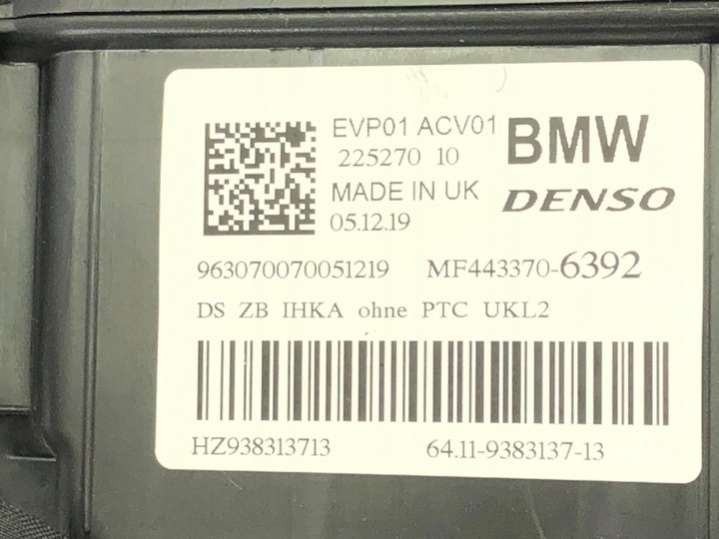 EVP01 ACV01
225270 10
BMW
MADE IN UK
DENSO
05.12.19
963070070051219 MF443370-6392
DS ZB IHKA ohne PTC UKL2
HZ938313713 64.11-9383137-13